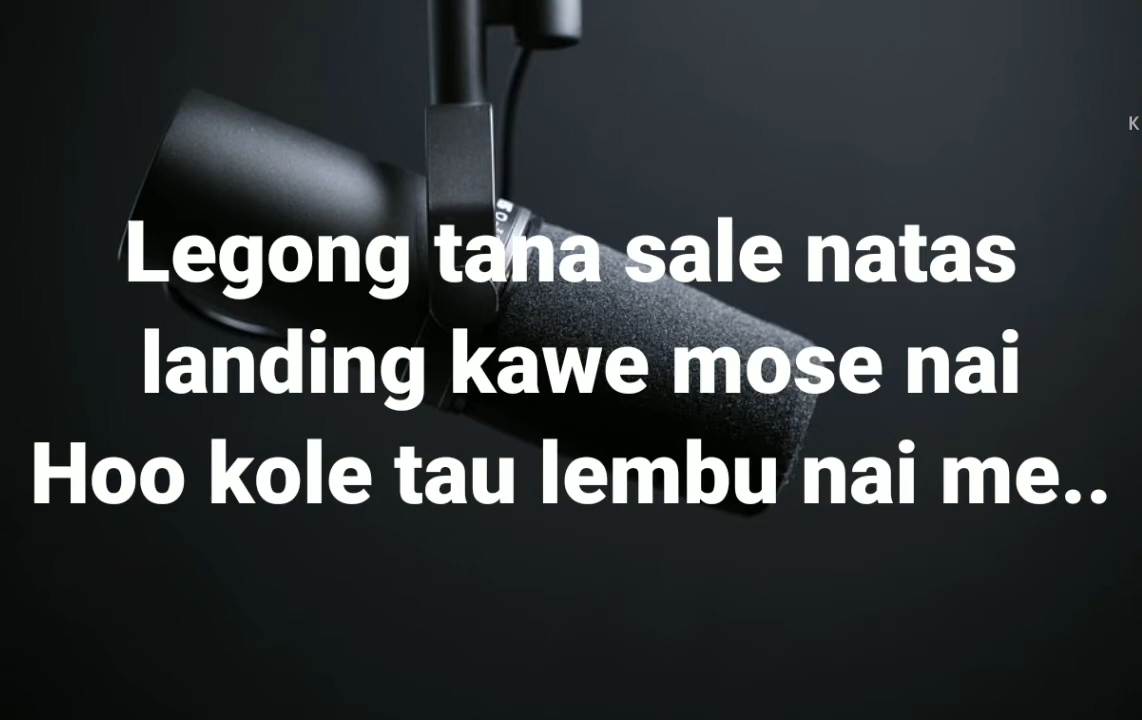 Legong tana sale natas
landing kawe mose nai
Hoo kole tau lembu nai me..
K